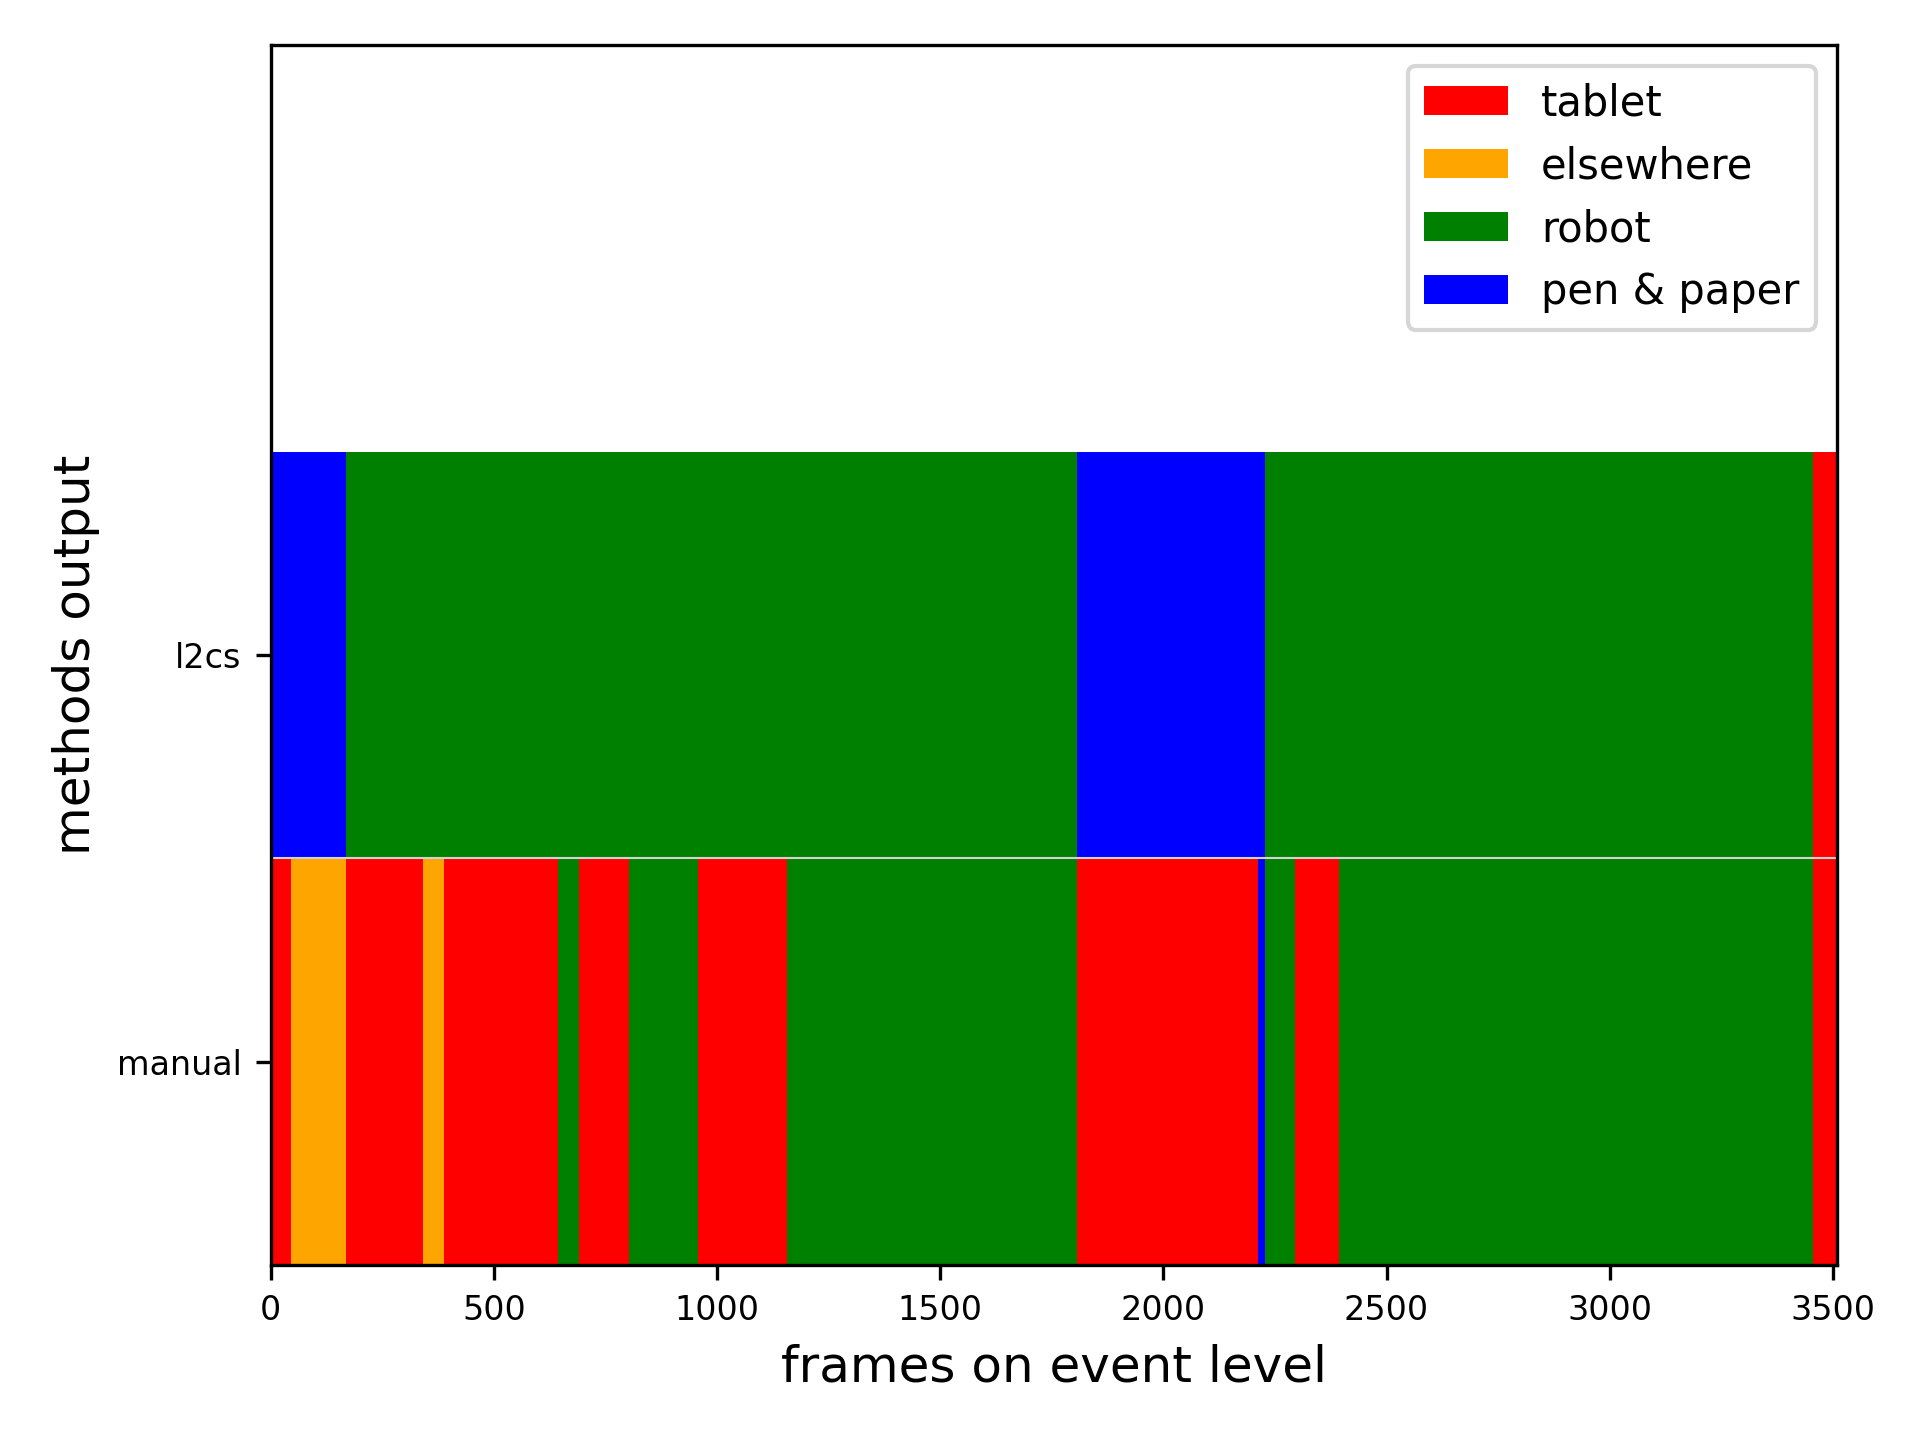 tablet
elsewhere
robot
pen & paper
methods output
l2cs
manual
0 500 1000 1500 2000 2500 3000 3500
frames on event level